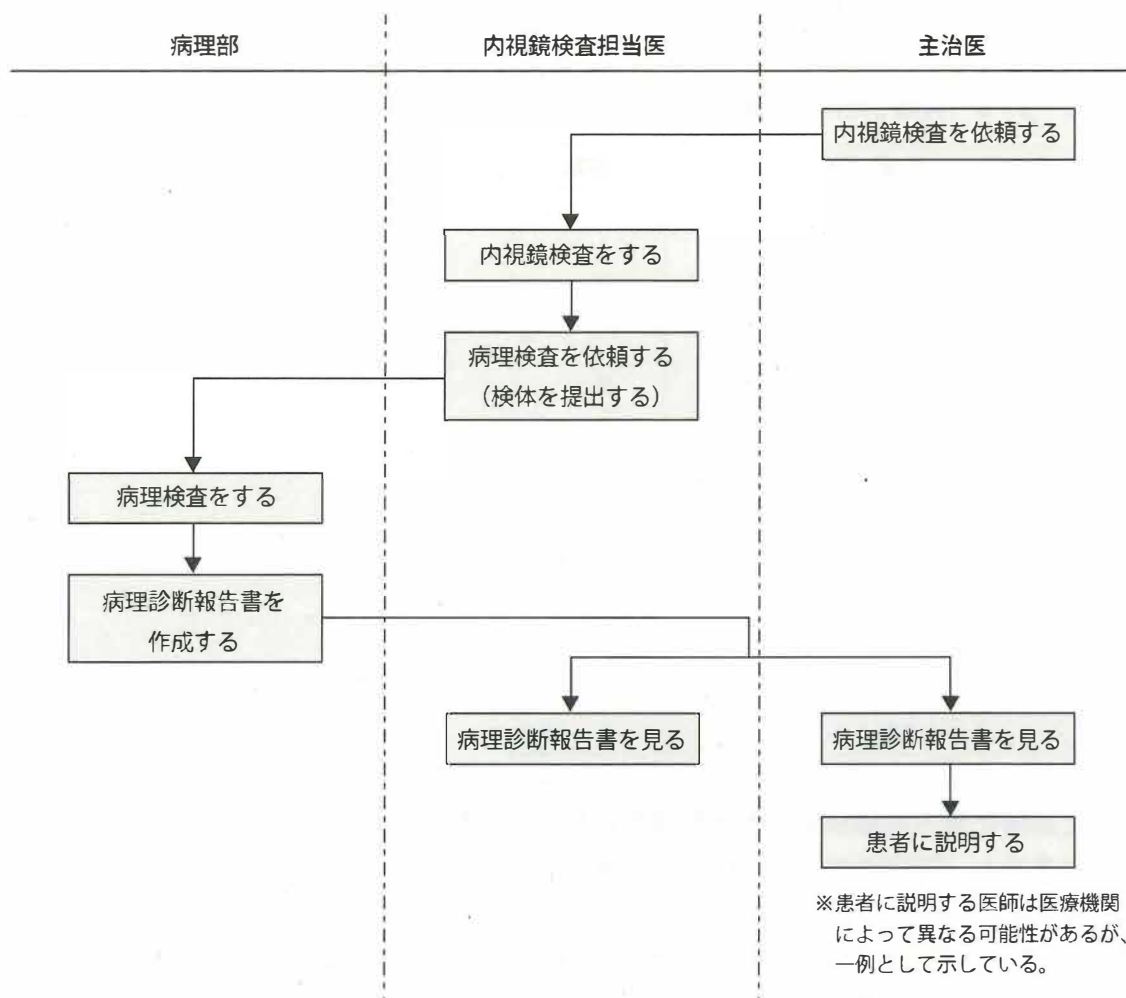 病理部
内視鏡検査担当医
主治医
内視鏡検査を依頼する
内視鏡検査をする
病理検査を依頼する
（検体を提出する）
病理検査をする
病理診断報告書を
作成する
病理診断報告書を見る
病理診断報告書を見る
患者に説明する
※患者に説明する医師は医療機関
によって異なる可能性があるが、
一例として示している。